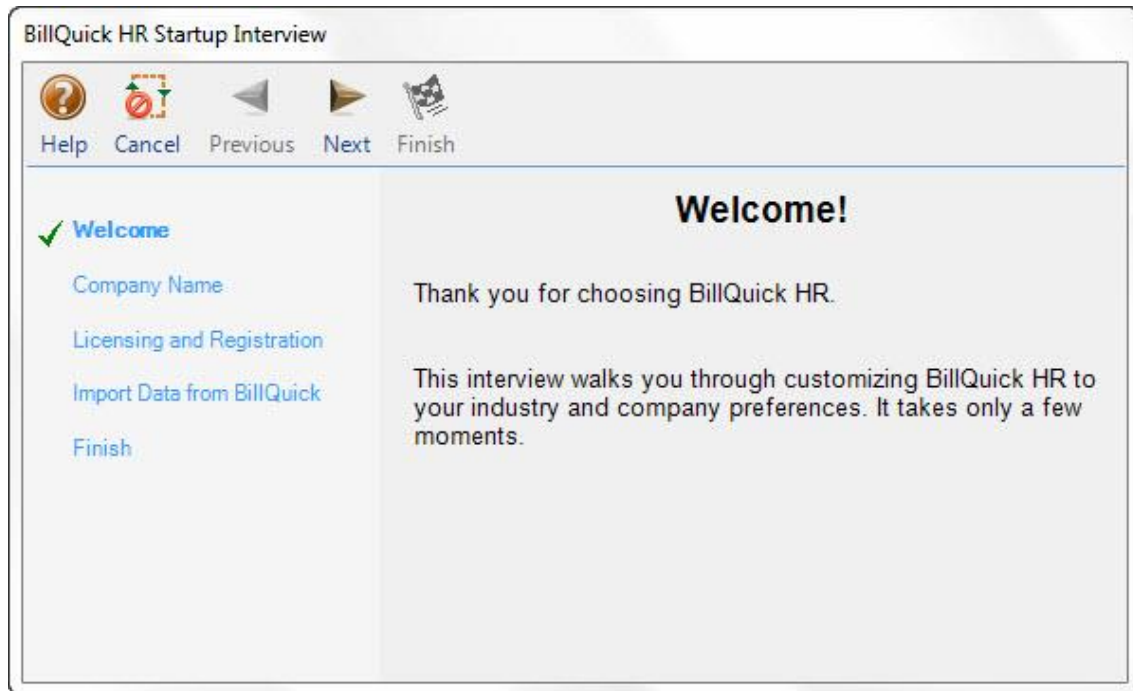 BillQuick HR Startup Interview
Help Cancel Previous Next Finish
Welcome
Company Name
Licensing and Registration
Import Data from BillQuick
Finish
Welcome!
Thank you for choosing BillQuick HR.
This interview walks you through customizing BillQuick HR to
your industry and company preferences. It takes only a few
moments.